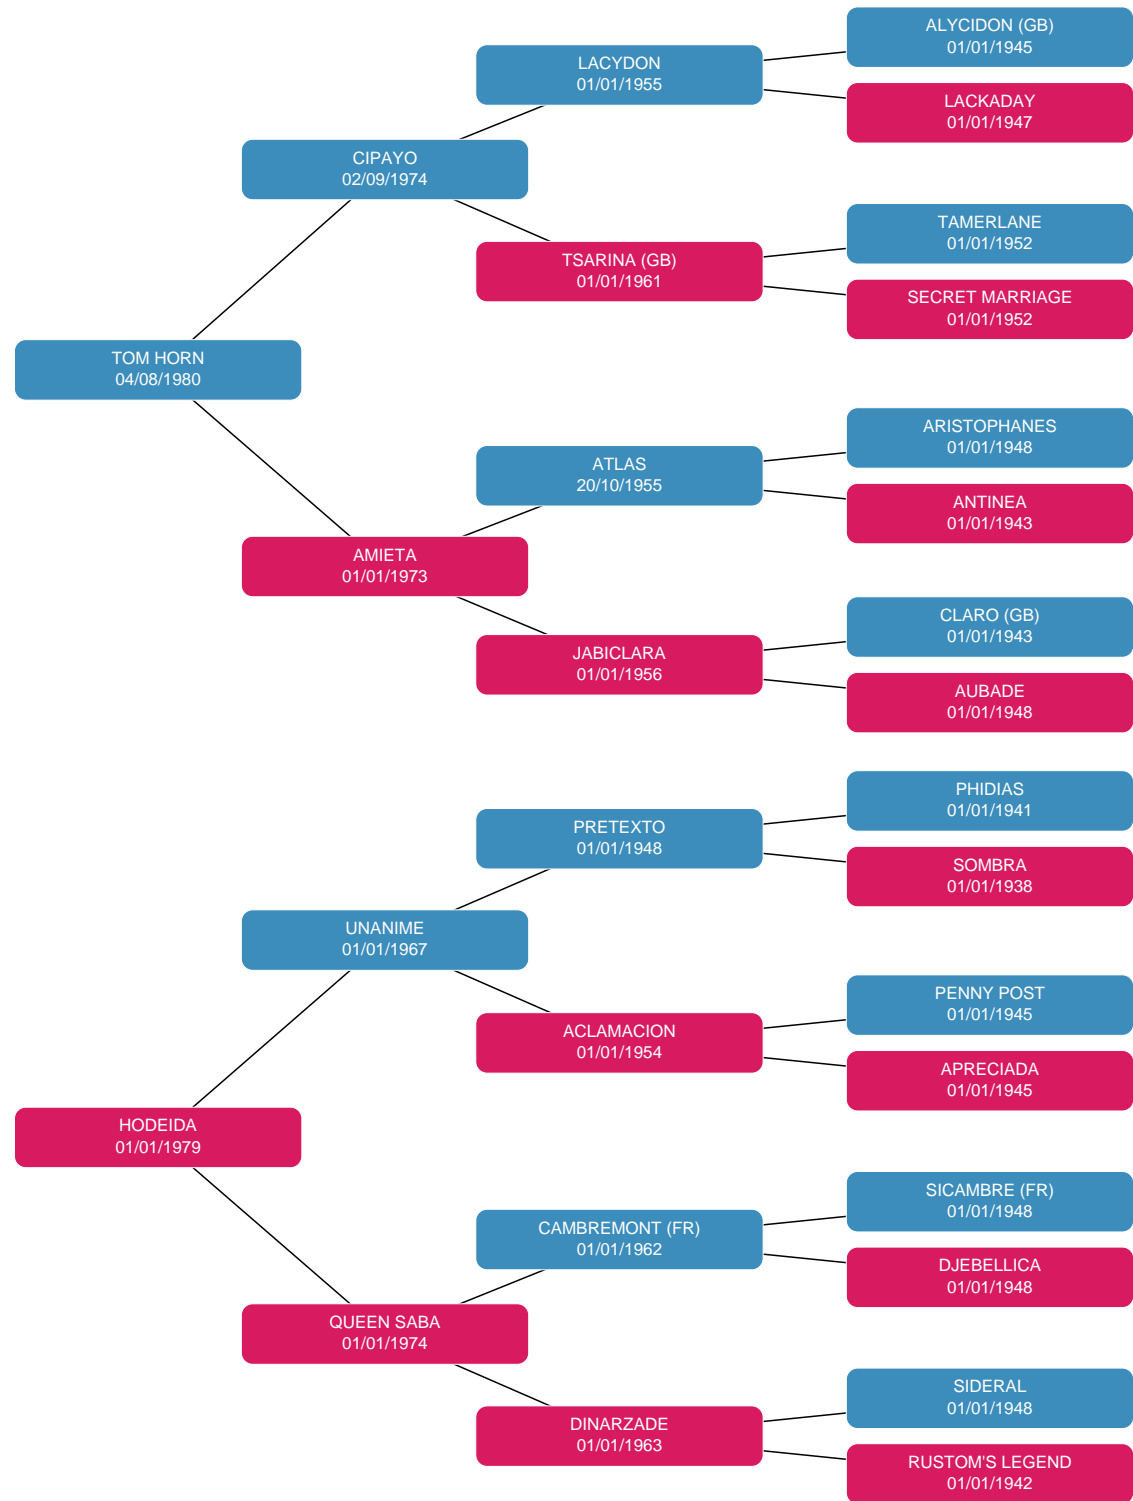 ALYCIDON (GB)
01/01/1945
LACYDON
01/01/1955
LACKADAY
01/01/1947
CIPAYO
02/09/1974
TAMERLANE
01/01/1952
TSARINA (GB)
01/01/1961
SECRET MARRIAGE
01/01/1952
TOM HORN
04/08/1980
ARISTOPHANES
01/01/1948
ATLAS
20/10/1955
ANTINEA
01/01/1943
AMIETA
01/01/1973
CLARO (GB)
01/01/1943
JABICLARA
01/01/1956
AUBADE
01/01/1948
PHIDIAS
01/01/1941
PRETEXTO
01/01/1948
SOMBRA
01/01/1938
UNANIME
01/01/1967
PENNY POST
01/01/1945
ACLAMACION
01/01/1954
APRECIADA
01/01/1945
HODEIDA
01/01/1979
SICAMBRE (FR)
01/01/1948
CAMBREMONT (FR)
01/01/1962
DJEBELLICA
01/01/1948
QUEEN SABA
01/01/1974
SIDERAL
01/01/1948
DINARZADE
01/01/1963
RUSTOM'S LEGEND
01/01/1942